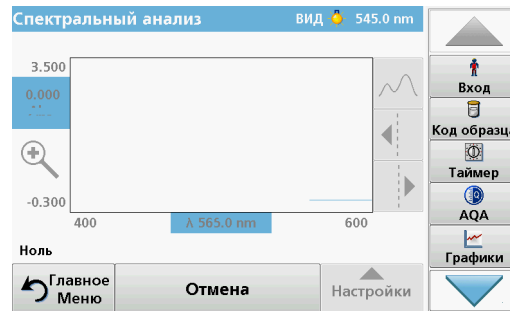 Спектральный анализ ВИД 545.0 nm
3.500
0.000
-0.300
400 λ 565.0 nm 600
Ноль
Главное
Меню
Отмена
Настройки
Вход
Код образца
Таймер
AQA
Графики